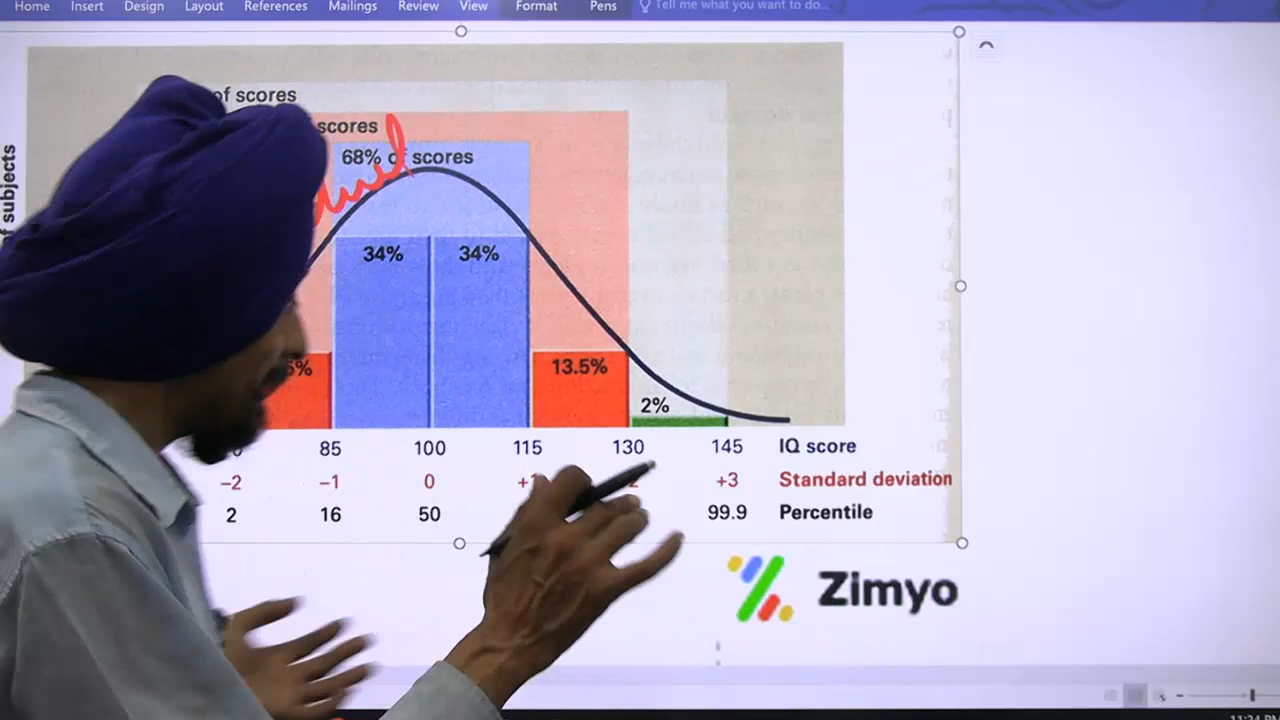 Home Insert Design Layout References Mailings Review View Format Pens Tell me what you want to do...
of scores
scores
68% of scores
subjects
34% 34%
13.5%
2%
85 100 115 130 145 IQ score
–2 –1 0 +3 Standard deviation
2 16 50 99.9 Percentile
Zimyo